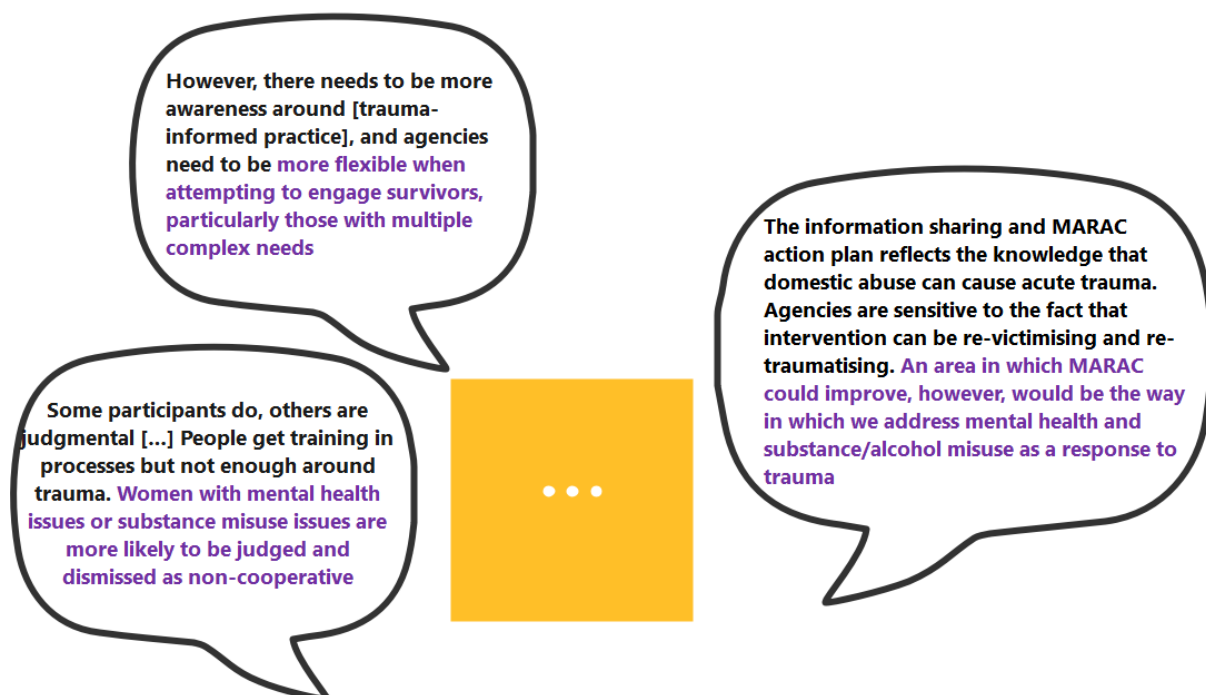 However, there needs to be more
awareness around [trauma-
informed practice], and agencies
need to be more flexible when
attempting to engage survivors,
particularly those with multiple
complex needs
Some participants do, others are
judgmental [...] People get training in
processes but not enough around
trauma. Women with mental health
issues or substance misuse issues are
more likely to be judged and
dismissed as non-cooperative
The information sharing and MARAC
action plan reflects the knowledge that
domestic abuse can cause acute trauma.
Agencies are sensitive to the fact that
intervention can be re-victimising and re-
traumatising. An area in which MARAC
could improve, however, would be the way
in which we address mental health and
substance/alcohol misuse as a response to
trauma